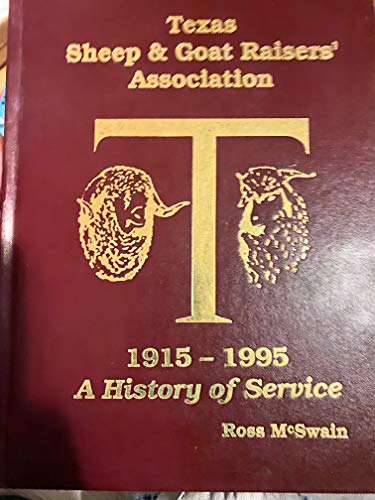 Texas
Sheep & Goat Raisers'
Association
T
1915 – 1995
A History of Service
Ross McSwain